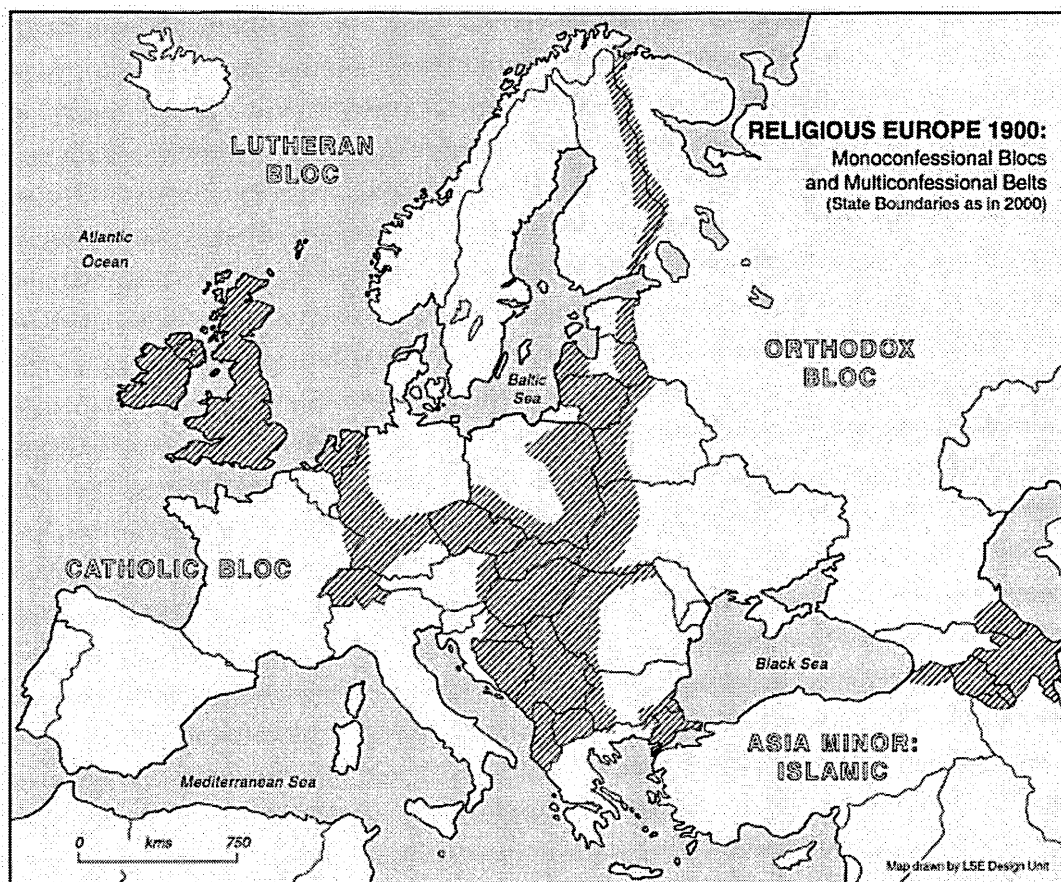 LUTHERAN
BLOC
RELIGIOUS EUROPE 1900:
Monoconfessional Blocs
and Multiconfessional Belts
(State Boundaries as in 2000)
Atlantic
Ocean
ORTHODOX
BLOC
Baltic
Sea
CATHOLIC BLOC
Black Sea
ASIA MINOR:
ISLAMIC
Mediterranean Sea
0 kms 750
Map drawn by LSE Design Unit